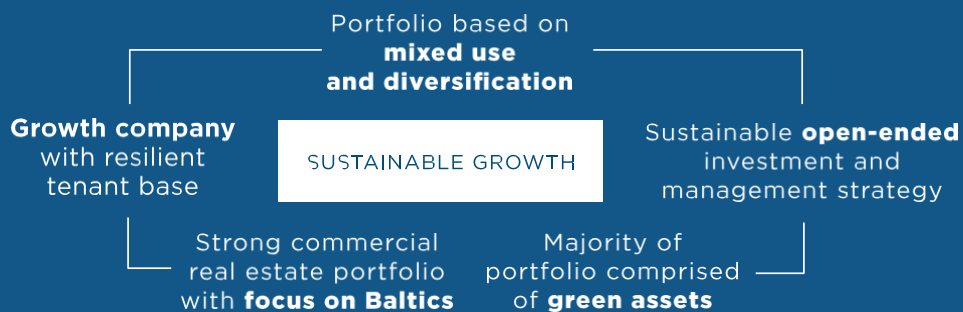 Portfolio based on
mixed use
and diversification
Growth company
with resilient
tenant base
SUSTAINABLE GROWTH
Sustainable open-ended
investment and
management strategy
Strong commercial
real estate portfolio
with focus on Baltics
Majority of
portfolio comprised
of green assets